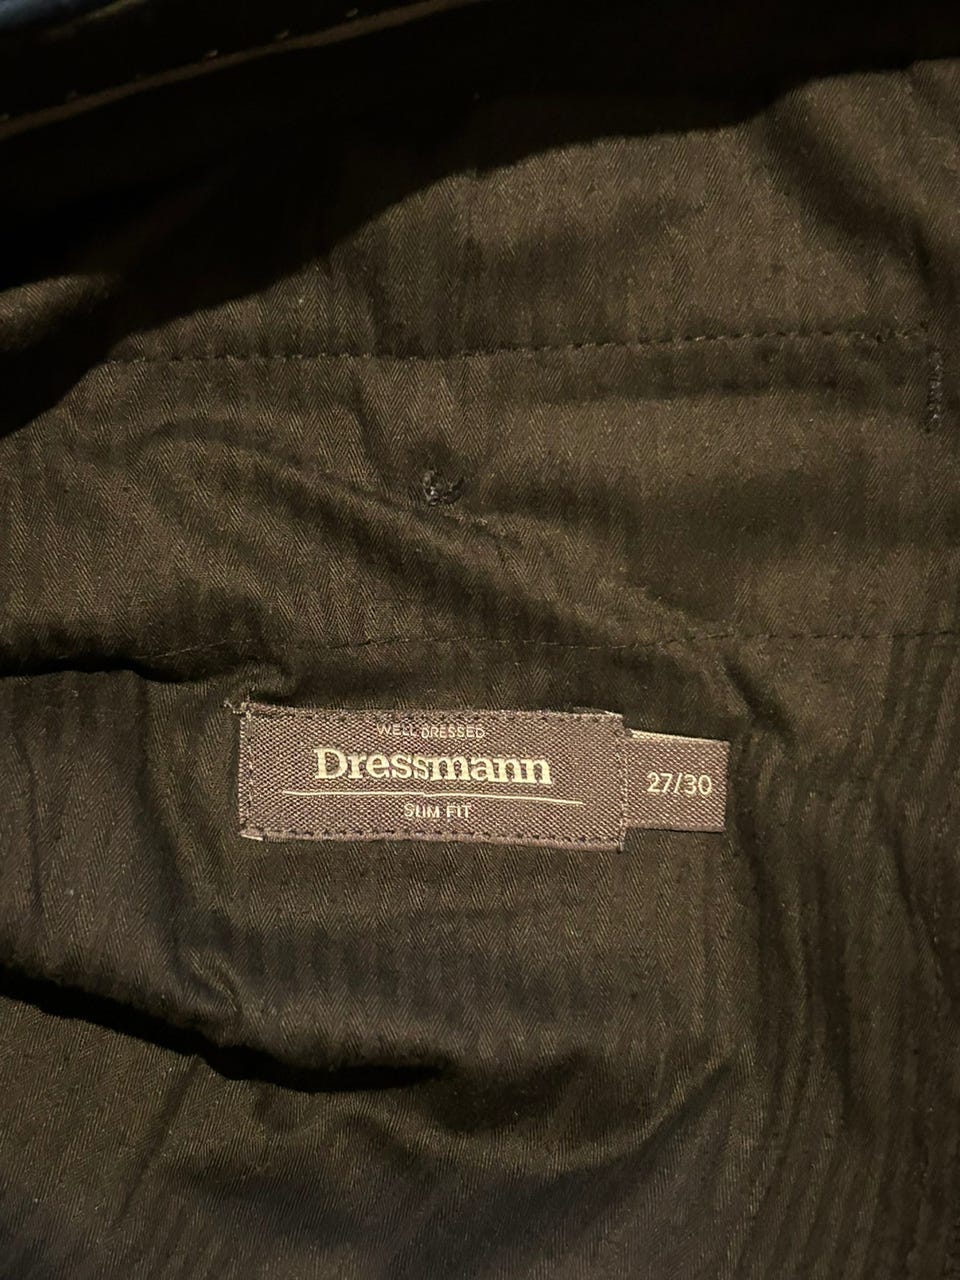 WELL DRESSED
Dressmann
SLIM FIT
27/30